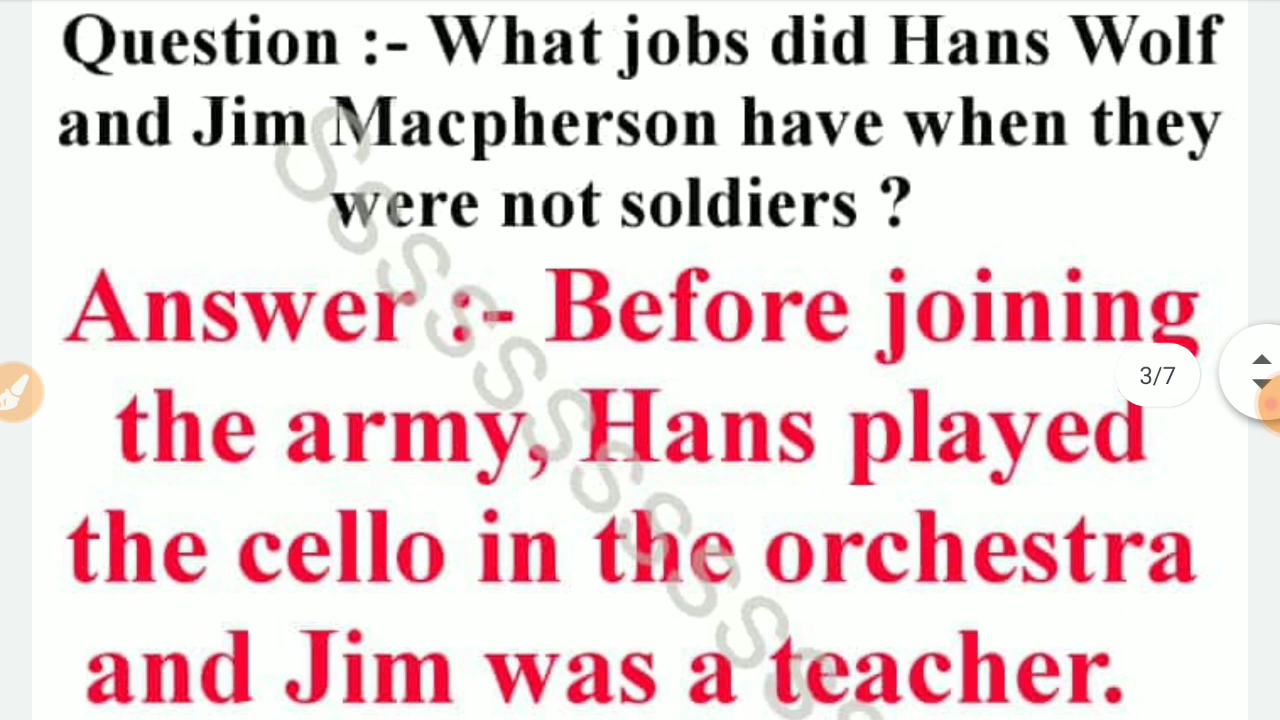 Question :- What jobs did Hans Wolf
and Jim Macpherson have when they
were not soldiers ?
Answer :- Before joining
the army, Hans played
the cello in the orchestra
and Jim was a teacher.
3/7